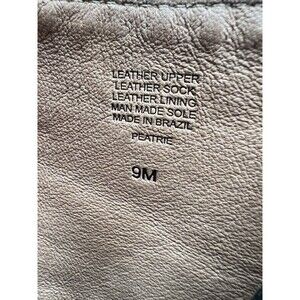 LEATHER UPPER
LEATHER SOCK
LEATHER LINING
MAN MADE SOLE
MADE IN BRAZIL
PEATRIE
9M